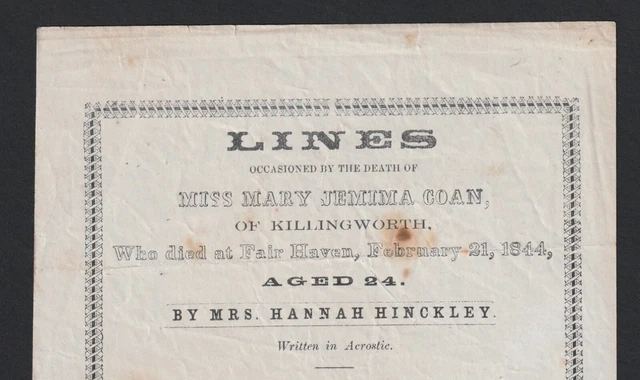 LINES
OCCASIONED BY THE DEATH OF
MISS MARY JEMIMA COAN,
OF KILLINGWORTH,
Who died at Fair Haven, February 21, 1844,
AGED 24.
BY MRS. HANNAH HINCKLEY.
Written in Acrostic.